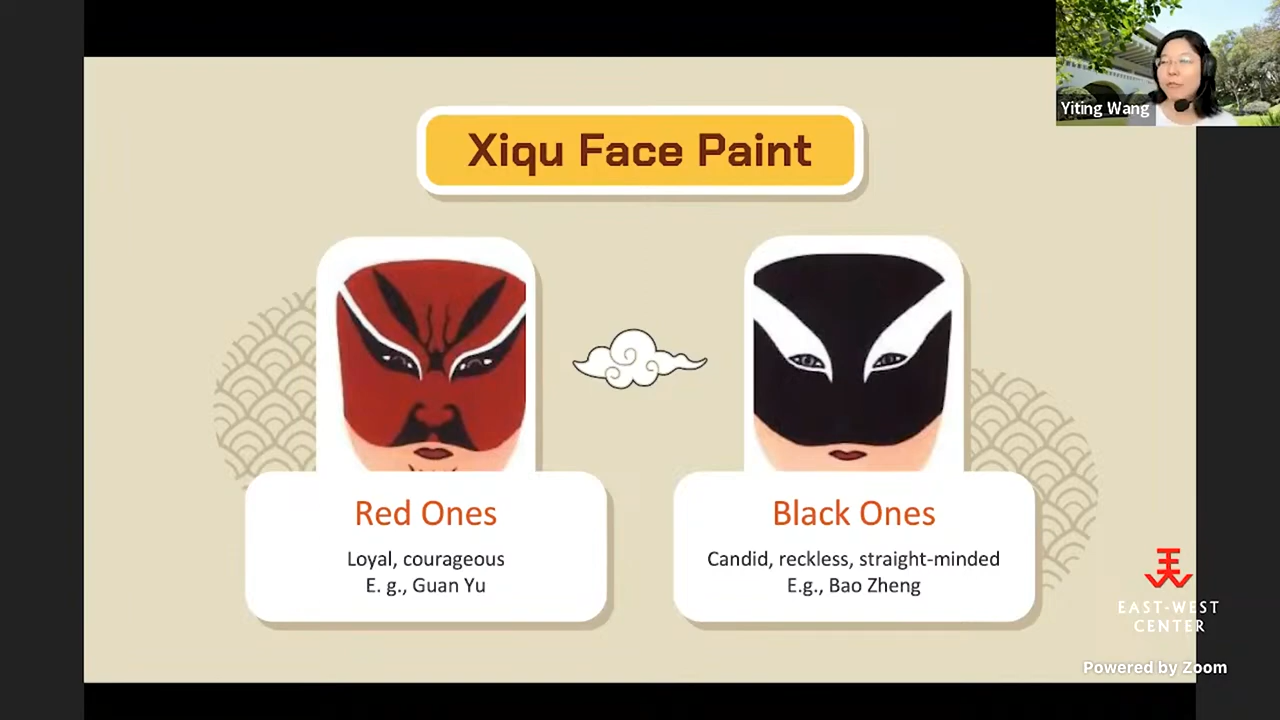 Yiting Wang
Xiqu Face Paint
Red Ones
Loyal, courageous
E. g., Guan Yu
Black Ones
Candid, reckless, straight-minded
E.g., Bao Zheng
EAST-WEST
CENTER
Powered by Zoom